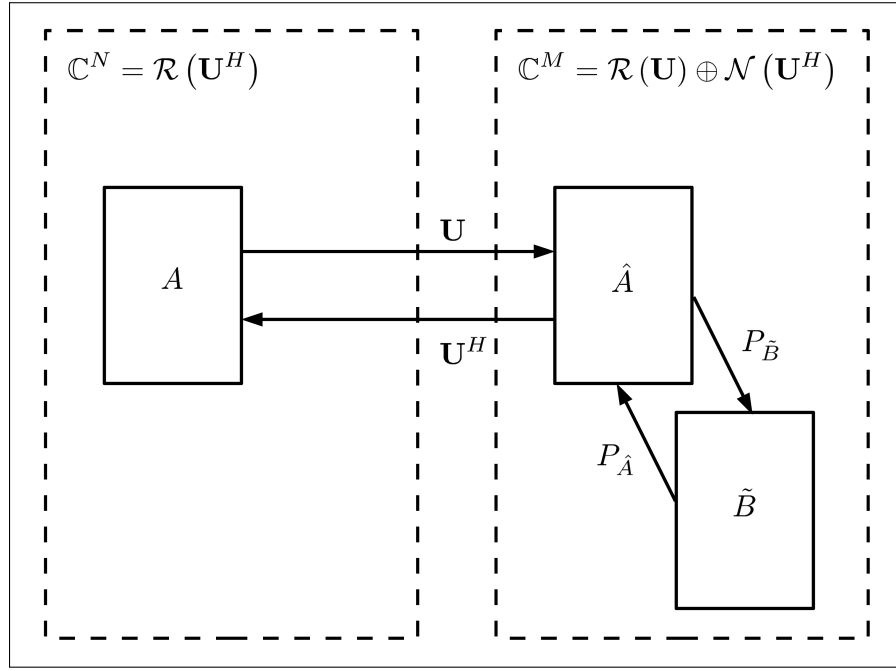 ℂ^N = ℛ (𝐔^H)
ℂ^M = ℛ (𝐔) ⊕ 𝒩 (𝐔^H)
𝐔
A
Â
𝐔^H
P_B̃
P_Â
B̃